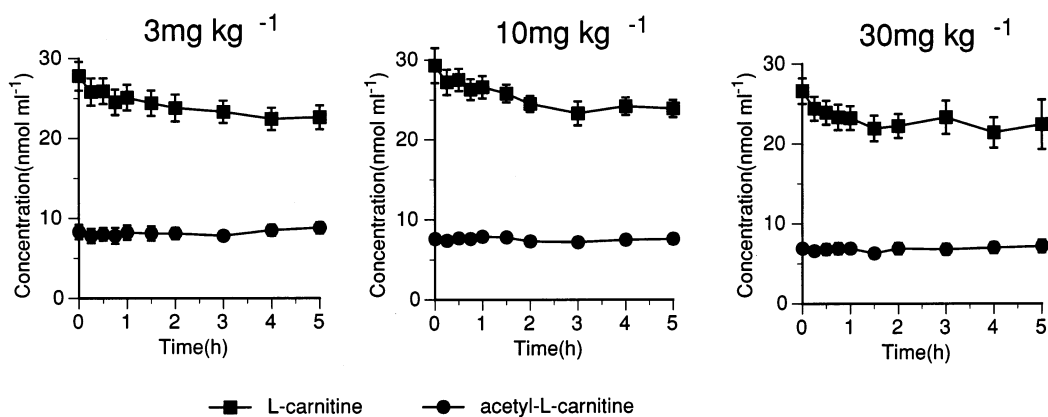 3mg kg -1
10mg kg -1
30mg kg -1
Concentration(nmol ml-1)
30
20
10
0
0 1 2 3 4 5
Time(h)
Concentration(nmol ml-1)
30
20
10
0
0 1 2 3 4 5
Time(h)
Concentration(nmol ml-1)
30
20
10
0
0 1 2 3 4 5
Time(h)
L-carnitine acetyl-L-carnitine